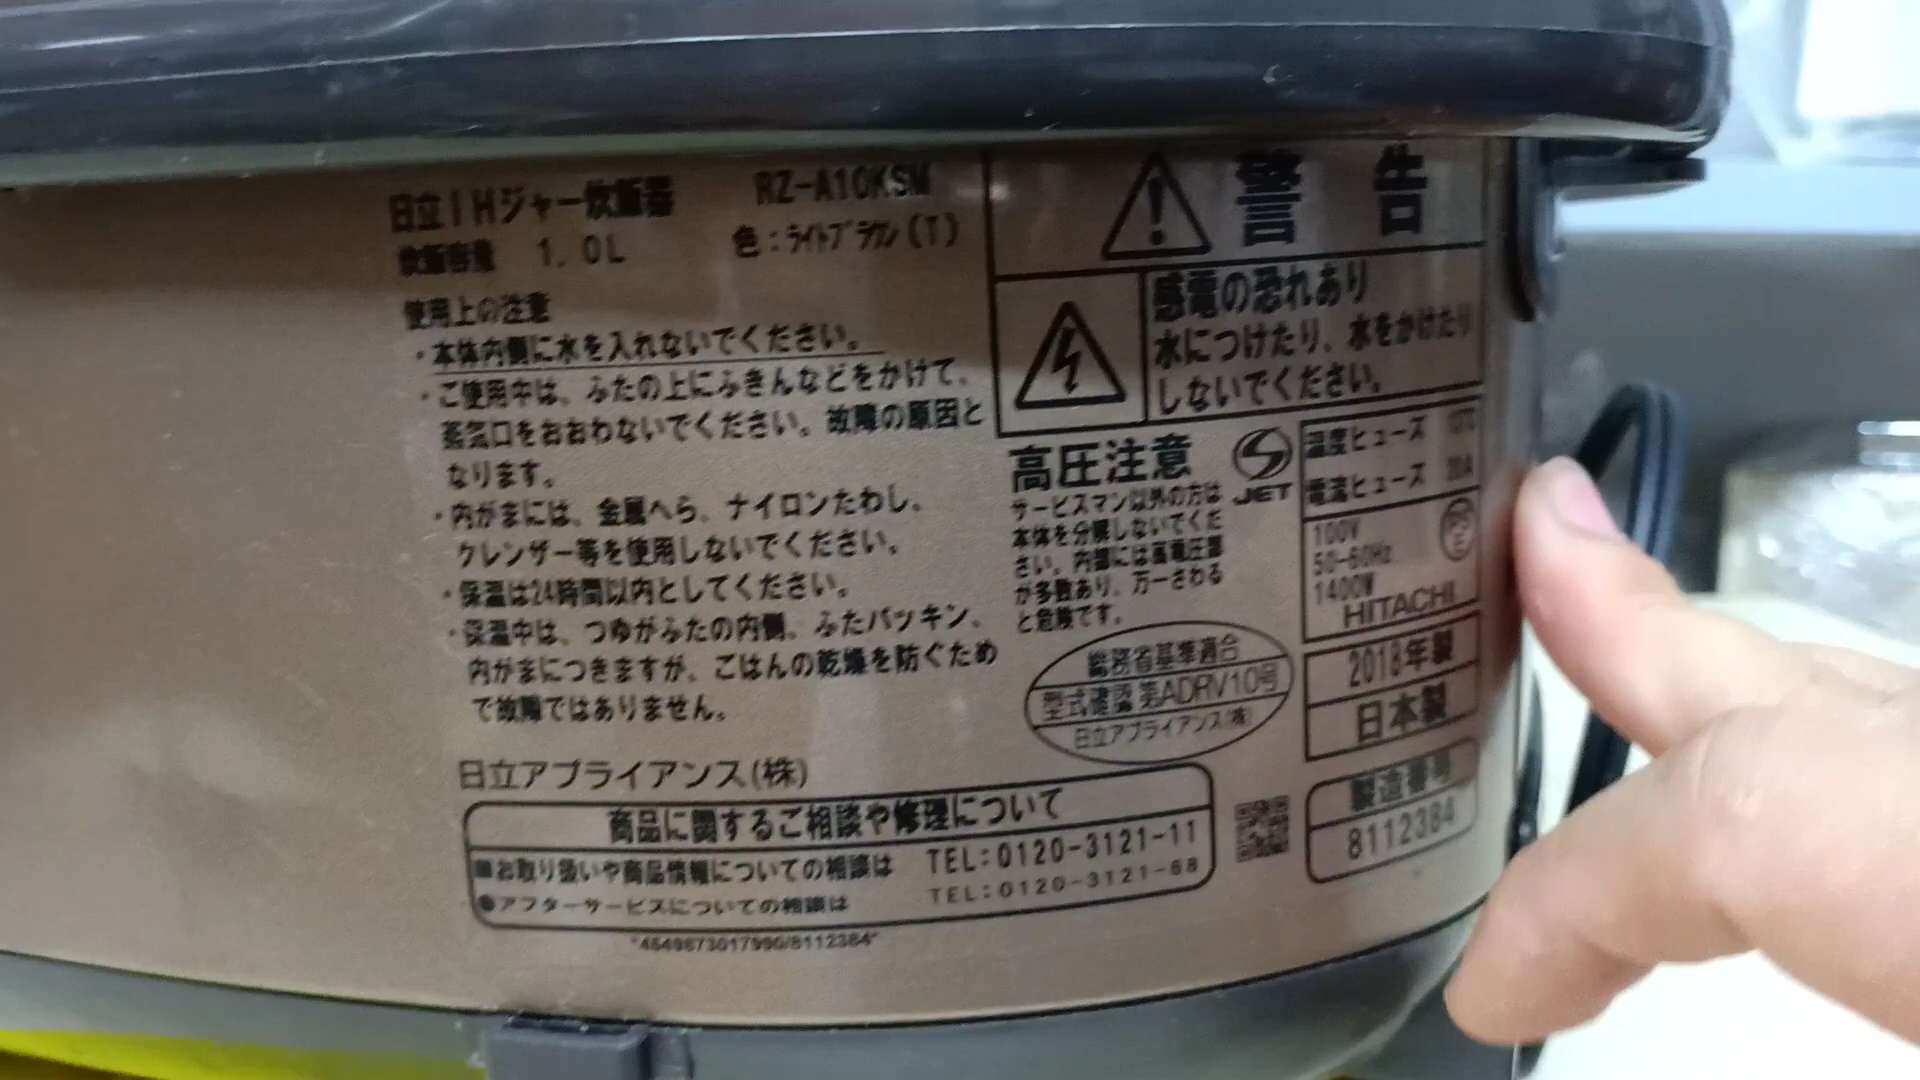 日立IHジャー炊飯器 RZ-A10KSM
炊飯容量 1.0L 色:ライトブラウン(T)
使用上の注意
・本体内側に水を入れないでください。
・ご使用中は、ふたの上にふきんなどをかけて、
蒸気口をおおわないでください。故障の原因と
なります。
・内がまには、金属へら、ナイロンたわし、
クレンザー等を使用しないでください。
・保温は24時間以内としてください。
・保温中は、つゆがふたの内側、ふたパッキン、
内がまにつきますが、ごはんの乾燥を防ぐため
で故障ではありません。
日立アプライアンス(株)
商品に関するご相談や修理について
■お取り扱いや商品情報についての相談は TEL:0120-3121-11
●アフターサービスについての相談は TEL:0120-3121-68
警告
感電の恐れあり
水につけたり、水をかけたり
しないでください。
高圧注意
サービスマン以外の方は
本体を分解しないでくだ
さい。内部には高電圧部
が多数あり、万一さわる
と危険です。
JET
温度ヒューズ
電流ヒューズ
100V
50-60Hz
1400W
PS
E
HITACHI
総務省基準適合
型式確認 第ADRV10号
日立アプライアンス(株)
2018年製
日本製
製造番号
8112384